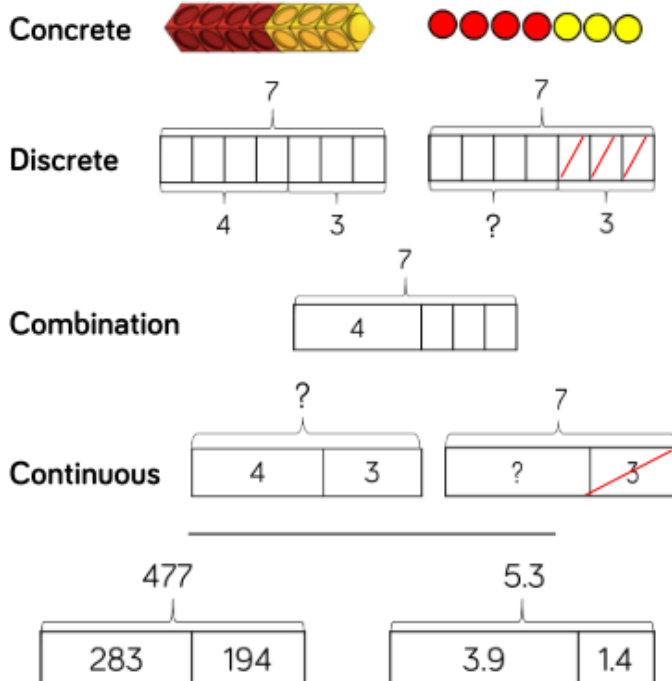 Concrete
7 7
Discrete
4 3 ? 3
7
Combination
4
? 7
Continuous
4 3 ? 3
477 5.3
283 194 3.9 1.4